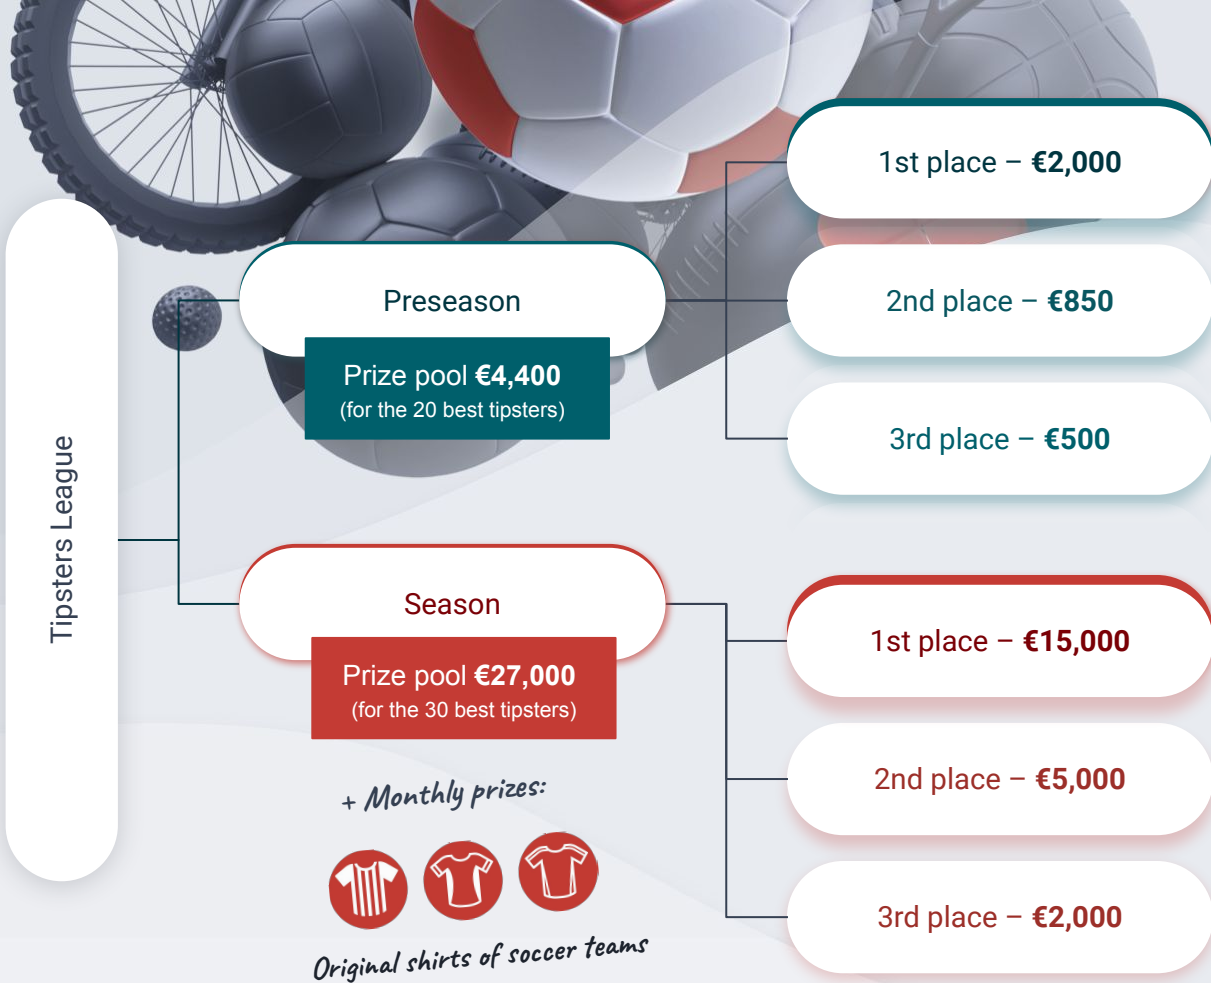 Tipsters League
Preseason
Prize pool €4,400
(for the 20 best tipsters)
1st place – €2,000
2nd place – €850
3rd place – €500
Season
Prize pool €27,000
(for the 30 best tipsters)
+ Monthly prizes:
Original shirts of soccer teams
1st place – €15,000
2nd place – €5,000
3rd place – €2,000